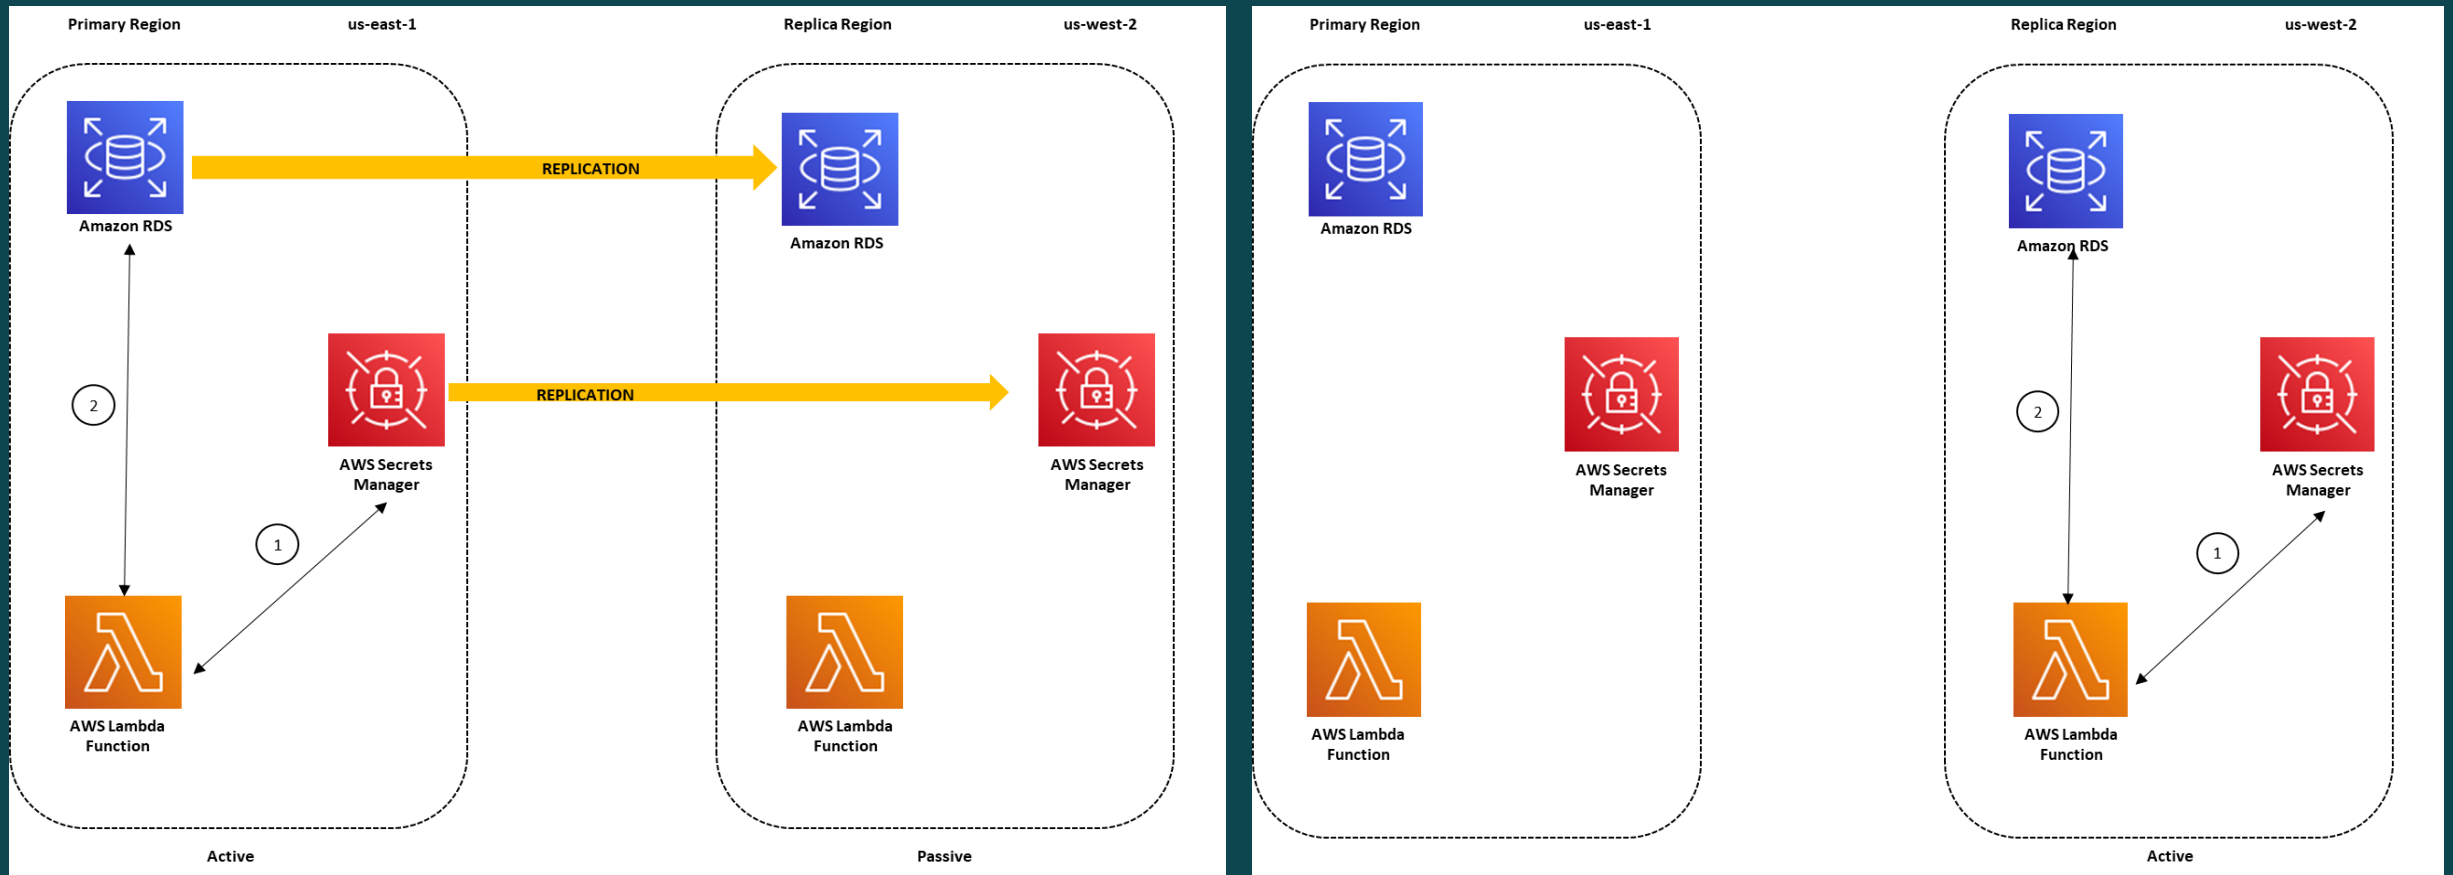 Primary Region
us-east-1
Replica Region
us-west-2
REPLICATION
Amazon RDS
Amazon RDS
2
REPLICATION
AWS Secrets
Manager
AWS Secrets
Manager
1
AWS Lambda
Function
AWS Lambda
Function
Active
Passive
Primary Region
us-east-1
Replica Region
us-west-2
Amazon RDS
Amazon RDS
2
AWS Secrets
Manager
AWS Secrets
Manager
1
AWS Lambda
Function
AWS Lambda
Function
Active